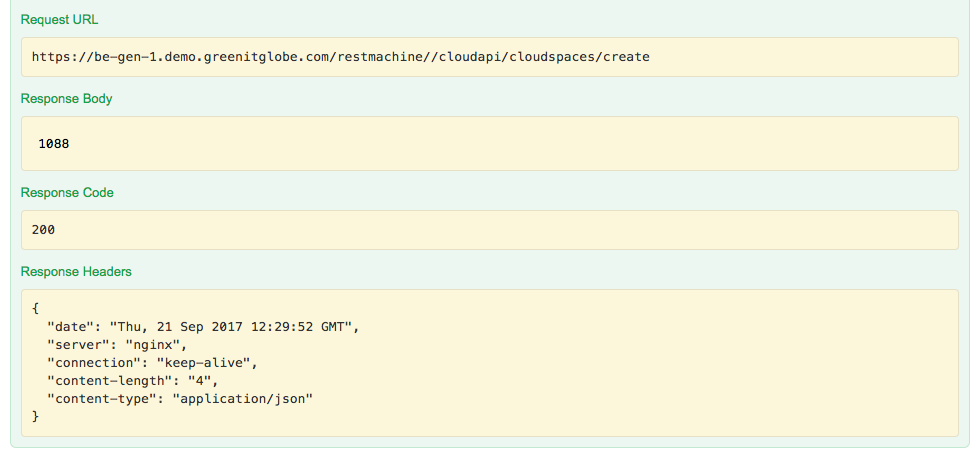 Request URL
https://be-gen-1.demo.greenitglobe.com/restmachine//cloudapi/cloudspaces/create
Response Body
1088
Response Code
200
Response Headers
{
  "date": "Thu, 21 Sep 2017 12:29:52 GMT",
  "server": "nginx",
  "connection": "keep-alive",
  "content-length": "4",
  "content-type": "application/json"
}